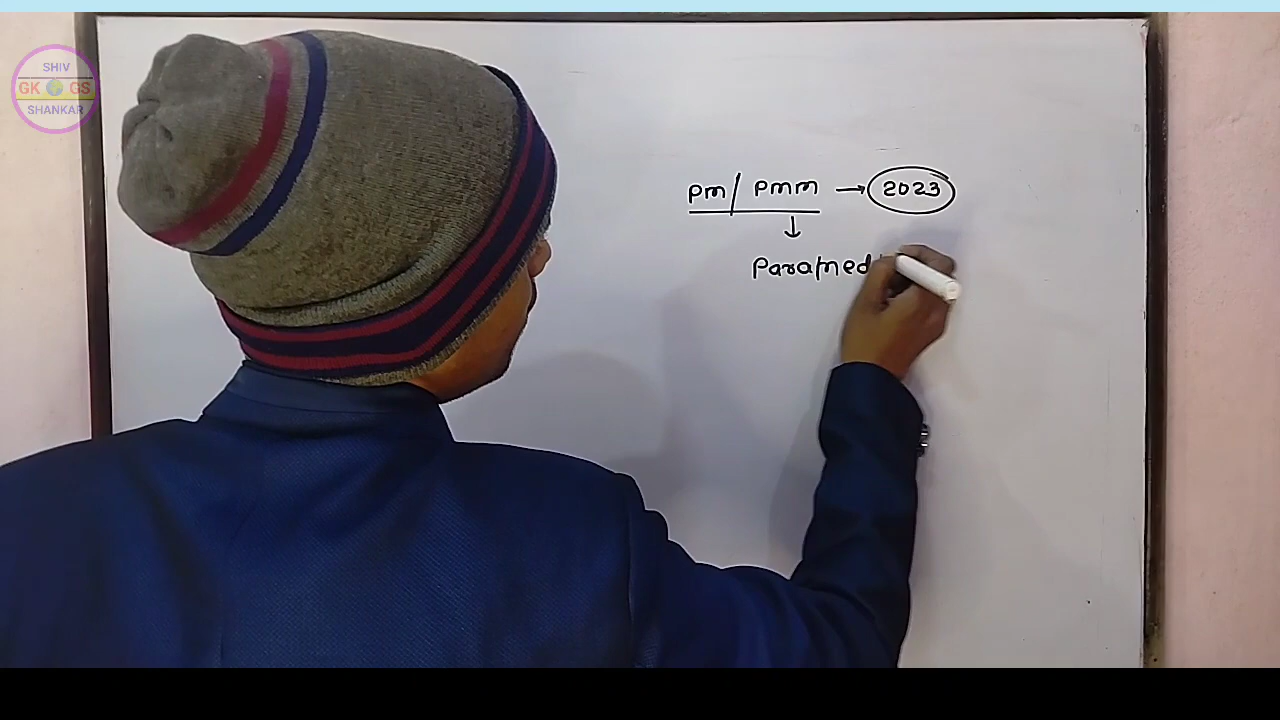 SHIV
GK GS
SHANKAR
PM / PMM → 2023
↓
Paramed